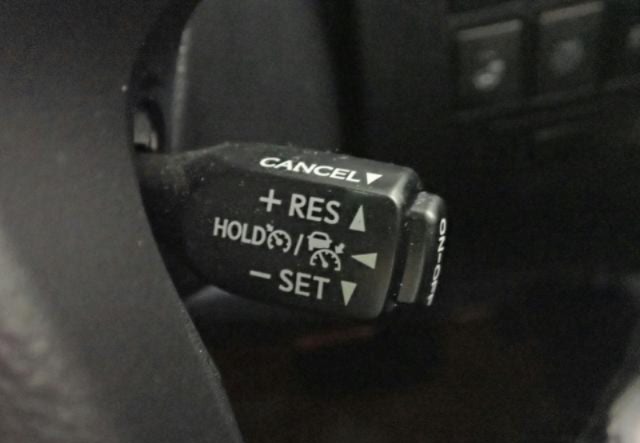 CANCEL▼
+ RES ▲
HOLD /
− SET ▼
ON-OFF